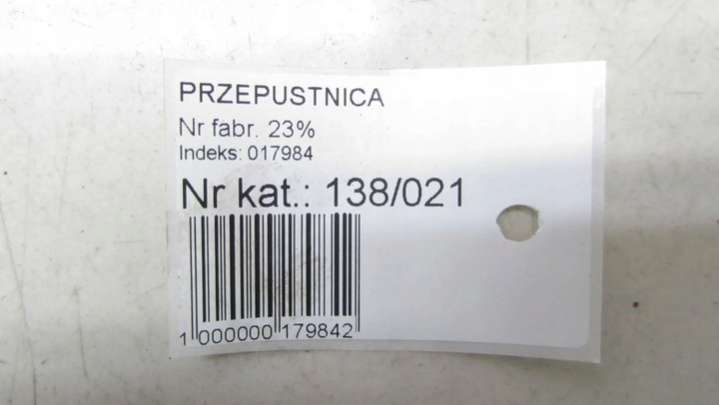 PRZEPUSTNICA
Nr fabr. 23%
Indeks: 017984
Nr kat.: 138/021
1 000000 179842